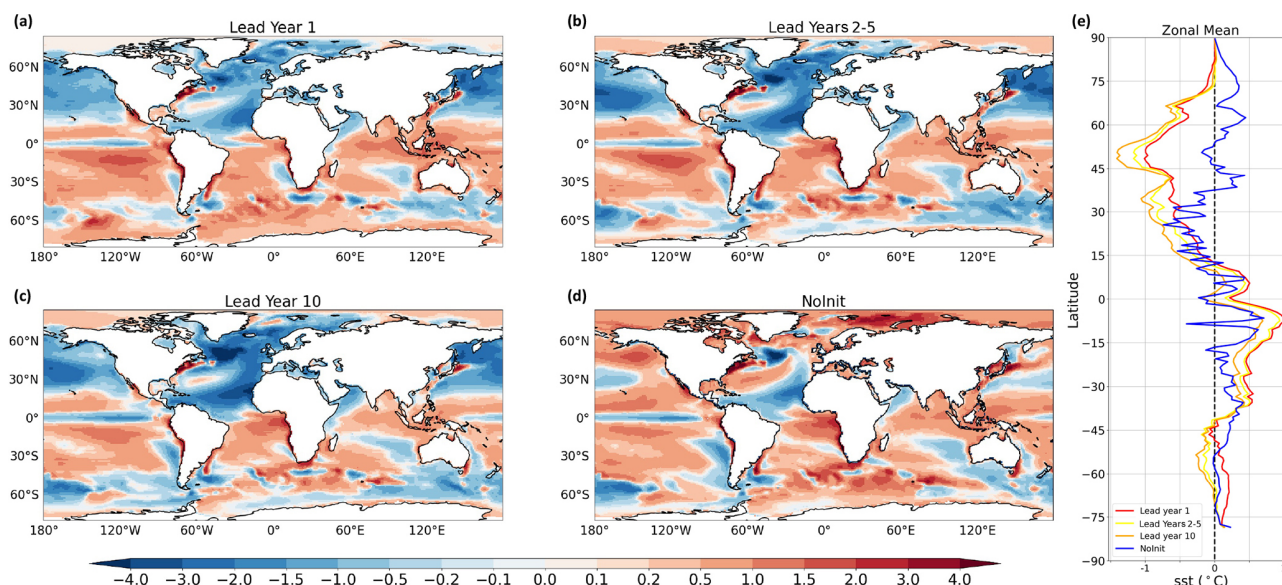 (a) Lead Year 1
60°N
30°N
0°
30°S
60°S
180° 120°W 60°W 0° 60°E 120°E
(b) Lead Years 2-5
60°N
30°N
0°
30°S
60°S
180° 120°W 60°W 0° 60°E 120°E
(c) Lead Year 10
60°N
30°N
0°
30°S
60°S
180° 120°W 60°W 0° 60°E 120°E
(d) NoInit
60°N
30°N
0°
30°S
60°S
180° 120°W 60°W 0° 60°E 120°E
−4.0 −3.0 −2.0 −1.5 −1.0 −0.5 −0.2 −0.1 0.0 0.1 0.2 0.5 1.0 1.5 2.0 3.0 4.0
(e) Zonal Mean
90
75
60
45
30
15
0
−15
−30
−45
−60
−75
−90
Latitude
Lead year 1
Lead Years 2-5
Lead year 10
NoInit
-1 0 1
sst (°C)